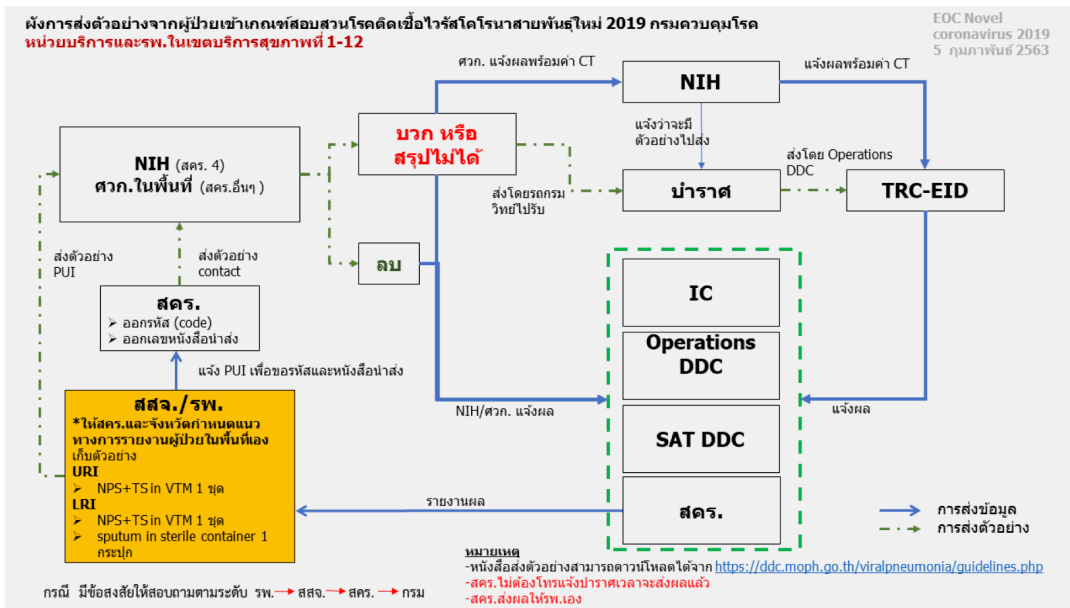 ผังการส่งตัวอย่างจากผู้ป่วยเข้าเกณฑ์สอบสวนโรคติดเชื้อไวรัสโคโรนาสายพันธุ์ใหม่ 2019 กรมควบคุมโรค
หน่วยบริการและรพ.ในเขตบริการสุขภาพที่ 1-12
EOC Novel
coronavirus 2019
5 กุมภาพันธ์ 2563
ศวก. แจ้งผลพร้อมค่า CT
NIH
แจ้งผลพร้อมค่า CT
บวก หรือ
สรุปไม่ได้
แจ้งว่าจะมี
ตัวอย่างไปส่ง
NIH (สคร. 4)
ศวก.ในพื้นที่ (สคร.อื่นๆ )
ส่งโดย Operations
DDC
ส่งโดยรถกรม
วิทย์ไปรับ
บำราศ
TRC-EID
ส่งตัวอย่าง
PUI
ส่งตัวอย่าง
contact
ลบ
สคร.
➢ ออกรหัส (code)
➢ ออกเลขหนังสือนำส่ง
IC
Operations
DDC
แจ้ง PUI เพื่อขอรหัสและหนังสือนำส่ง
สสจ./รพ.
*ให้สคร.และจังหวัดกำหนดแนว
ทางการรายงานผู้ป่วยในพื้นที่เอง
เก็บตัวอย่าง
URI
➢ NPS+TS in VTM 1 ชุด
LRI
➢ NPS+TS in VTM 1 ชุด
➢ sputum in sterile container 1
กระปุก
NIH/ศวก. แจ้งผล
แจ้งผล
SAT DDC
รายงานผล
สคร.
การส่งข้อมูล
การส่งตัวอย่าง
หมายเหตุ
-หนังสือส่งตัวอย่างสามารถดาวน์โหลดได้จาก https://ddc.moph.go.th/viralpneumonia/guidelines.php
-สคร.ไม่ต้องโทรแจ้งบำราศเวลาจะส่งผลแล้ว
-สคร.ส่งผลให้รพ.เอง
กรณี มีข้อสงสัยให้สอบถามตามระดับ รพ. → สสจ. → สคร. → กรม